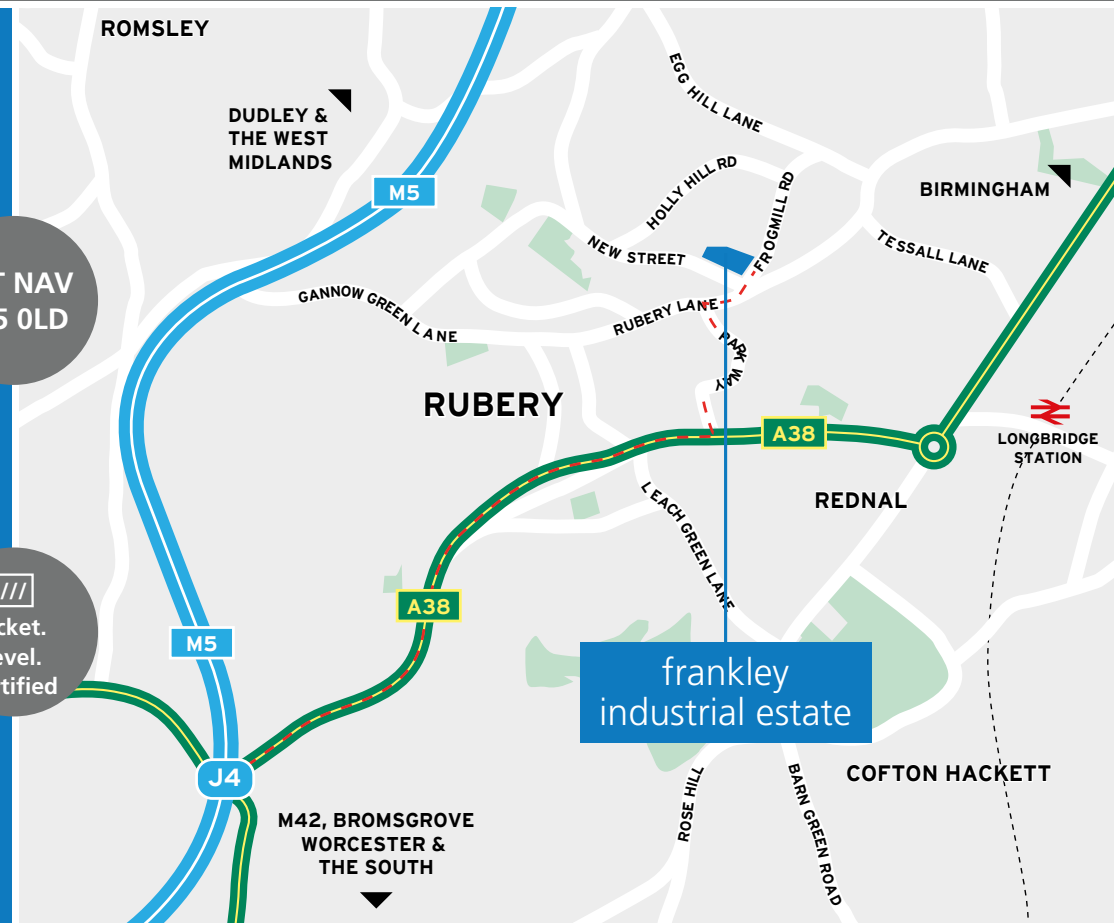 ROMSLEY
DUDLEY &
THE WEST
MIDLANDS
M5
EGG HILL LANE
HOLLY HILL RD
FROGMILL RD
BIRMINGHAM
NEW STREET
TESSALL LANE
NAV
0LD
GANNOW GREEN LANE
RUBERY LANE
PARK WAY
RUBERY
A38
LONGBRIDGE
STATION
REDNAL
LEACH GREEN LANE
A38
///
M5
frankley
industrial estate
J4
COFTON HACKETT
ROSE HILL
BARN GREEN ROAD
M42, BROMSGROVE
WORCESTER &
THE SOUTH